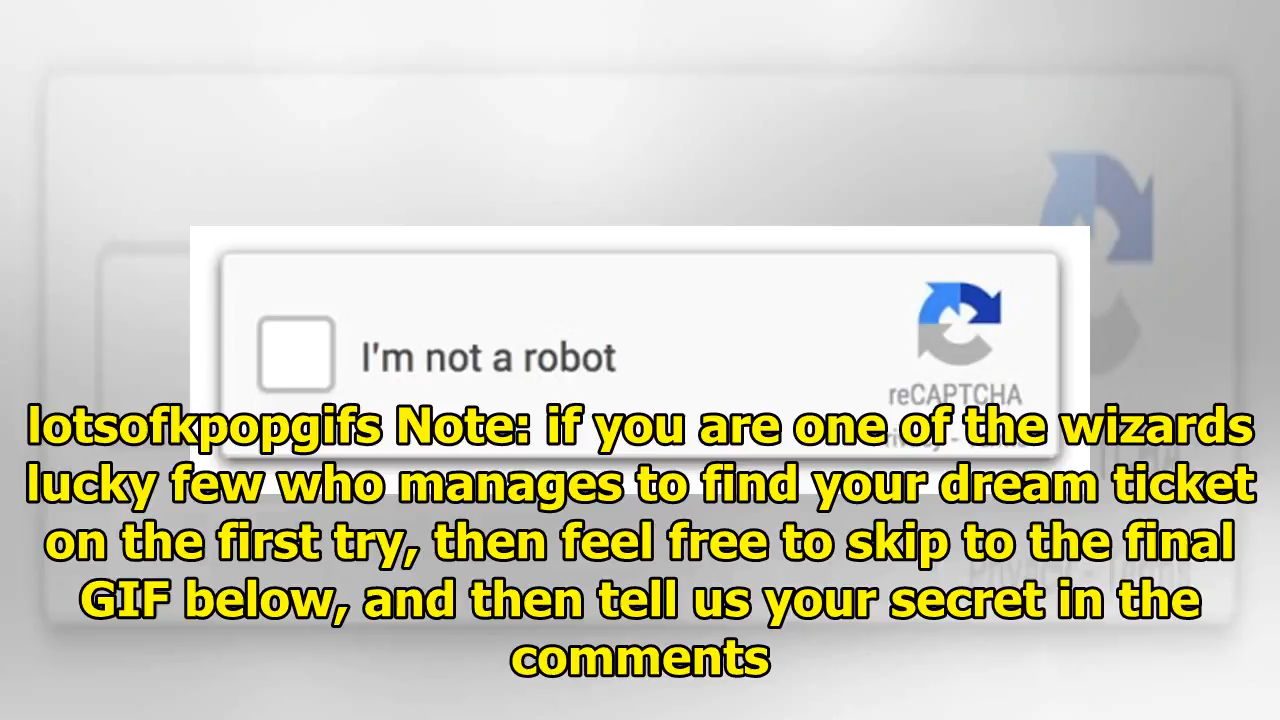 I'm not a robot
reCAPTCHA
lotsofkpopgifs Note: if you are one of the wizards
lucky few who manages to find your dream ticket
on the first try, then feel free to skip to the final
GIF below, and then tell us your secret in the
comments